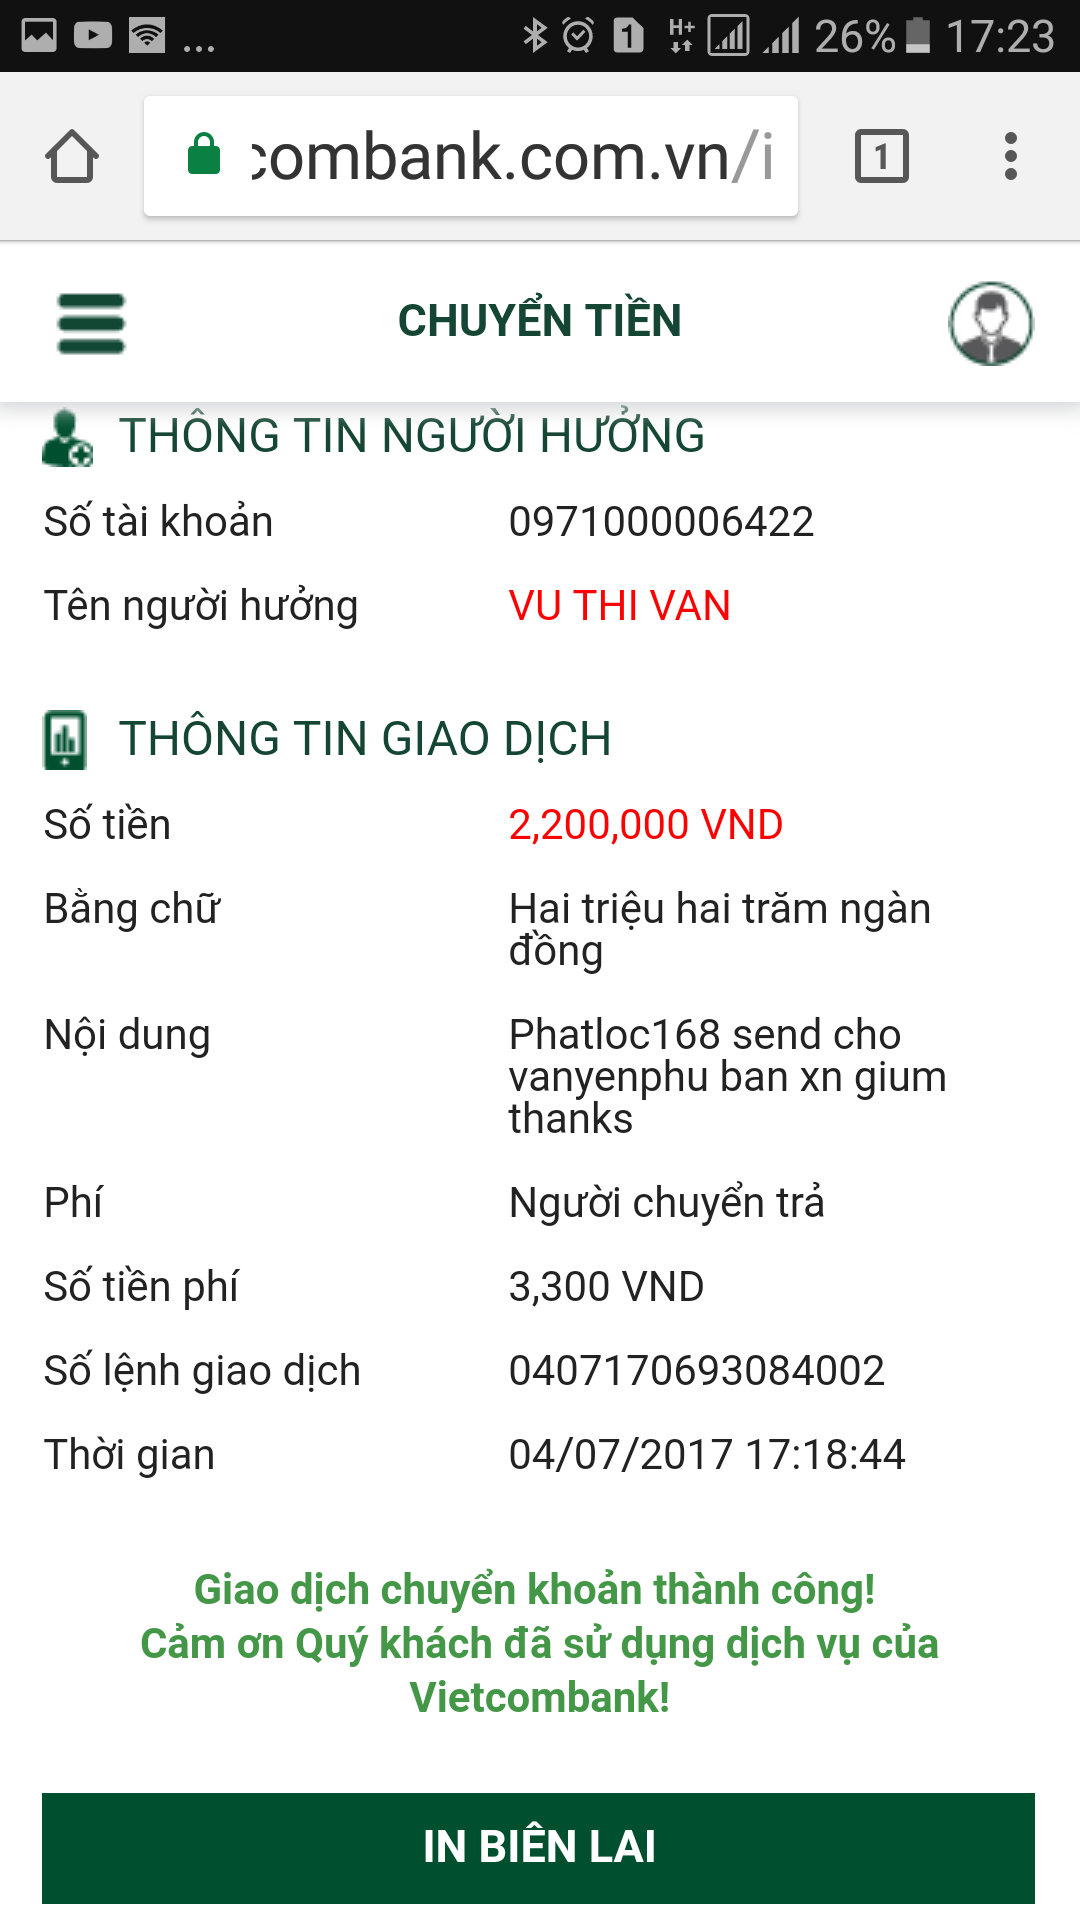 ... 1 H+ 26% 17:23
combank.com.vn/i 1
CHUYỂN TIỀN
THÔNG TIN NGƯỜI HƯỞNG
Số tài khoản 0971000006422
Tên người hưởng VU THI VAN
THÔNG TIN GIAO DỊCH
Số tiền 2,200,000 VND
Bằng chữ Hai triệu hai trăm ngàn
đồng
Nội dung Phatloc168 send cho
vanyenphu ban xn gium
thanks
Phí Người chuyển trả
Số tiền phí 3,300 VND
Số lệnh giao dịch 0407170693084002
Thời gian 04/07/2017 17:18:44
Giao dịch chuyển khoản thành công!
Cảm ơn Quý khách đã sử dụng dịch vụ của
Vietcombank!
IN BIÊN LAI